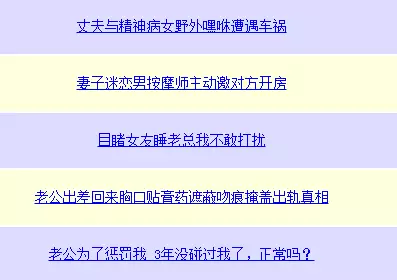 丈夫与精神病女野外嘿咻遭遇车祸
妻子迷恋男按摩师主动邀对方开房
目睹女友睡老总我不敢打扰
老公出差回来胸口贴膏药遮蔽吻痕掩盖出轨真相
老公为了惩罚我 3年没碰过我了，正常吗？